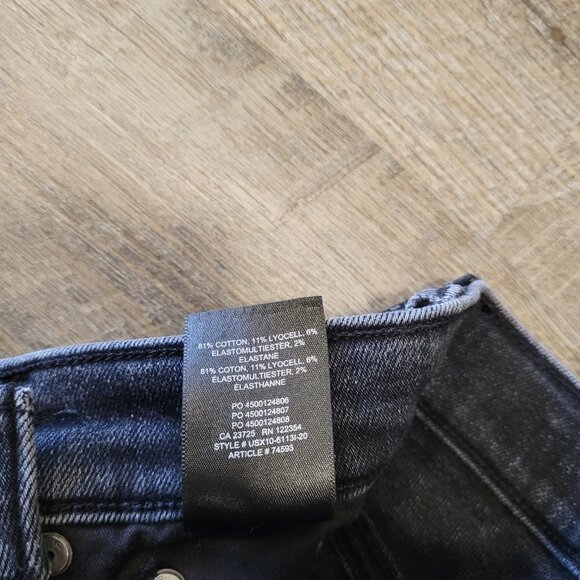 81% COTTON, 11% LYOCELL, 6%
ELASTOMULTIESTER, 2%
ELASTANE
81% COTON, 11% LYOCELL, 6%
ÉLASTOMULTIESTER, 2%
ÉLASTHANNE
PO 4500124806
PO 4500124807
PO 4500124808
CA 23725 RN 122354
STYLE # USX10-6113I-20
ARTICLE # 74593